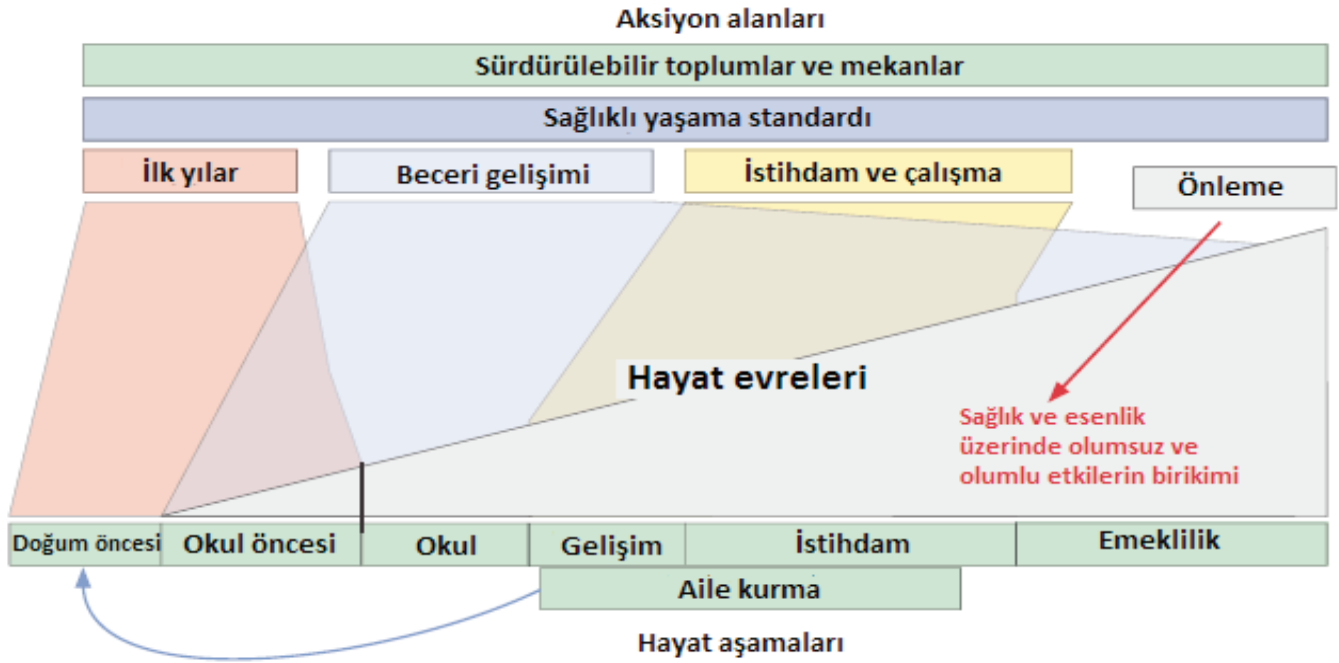 Aksiyon alanları
Sürdürülebilir toplumlar ve mekanlar
Sağlıklı yaşama standardı
İlk yılar
Beceri gelişimi
İstihdam ve çalışma
Önleme
Hayat evreleri
Sağlık ve esenlik
üzerinde olumsuz ve
olumlu etkilerin birikimi
Doğum öncesi
Okul öncesi
Okul
Gelişim
İstihdam
Emeklilik
Aile kurma
Hayat aşamaları